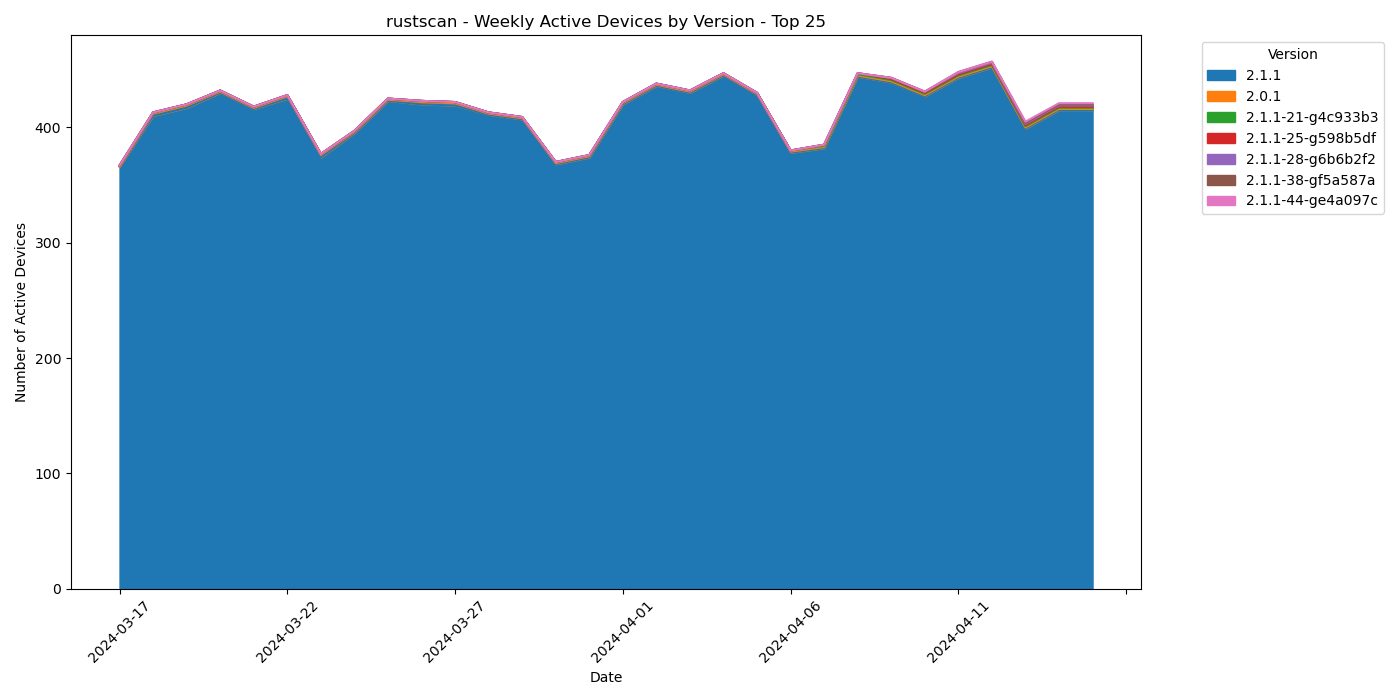 rustscan - Weekly Active Devices by Version - Top 25
Number of Active Devices
400
300
200
100
0
2024-03-17
2024-03-22
2024-03-27
2024-04-01
2024-04-06
2024-04-11
Date
Version
2.1.1
2.0.1
2.1.1-21-g4c933b3
2.1.1-25-g598b5df
2.1.1-28-g6b6b2f2
2.1.1-38-gf5a587a
2.1.1-44-ge4a097c